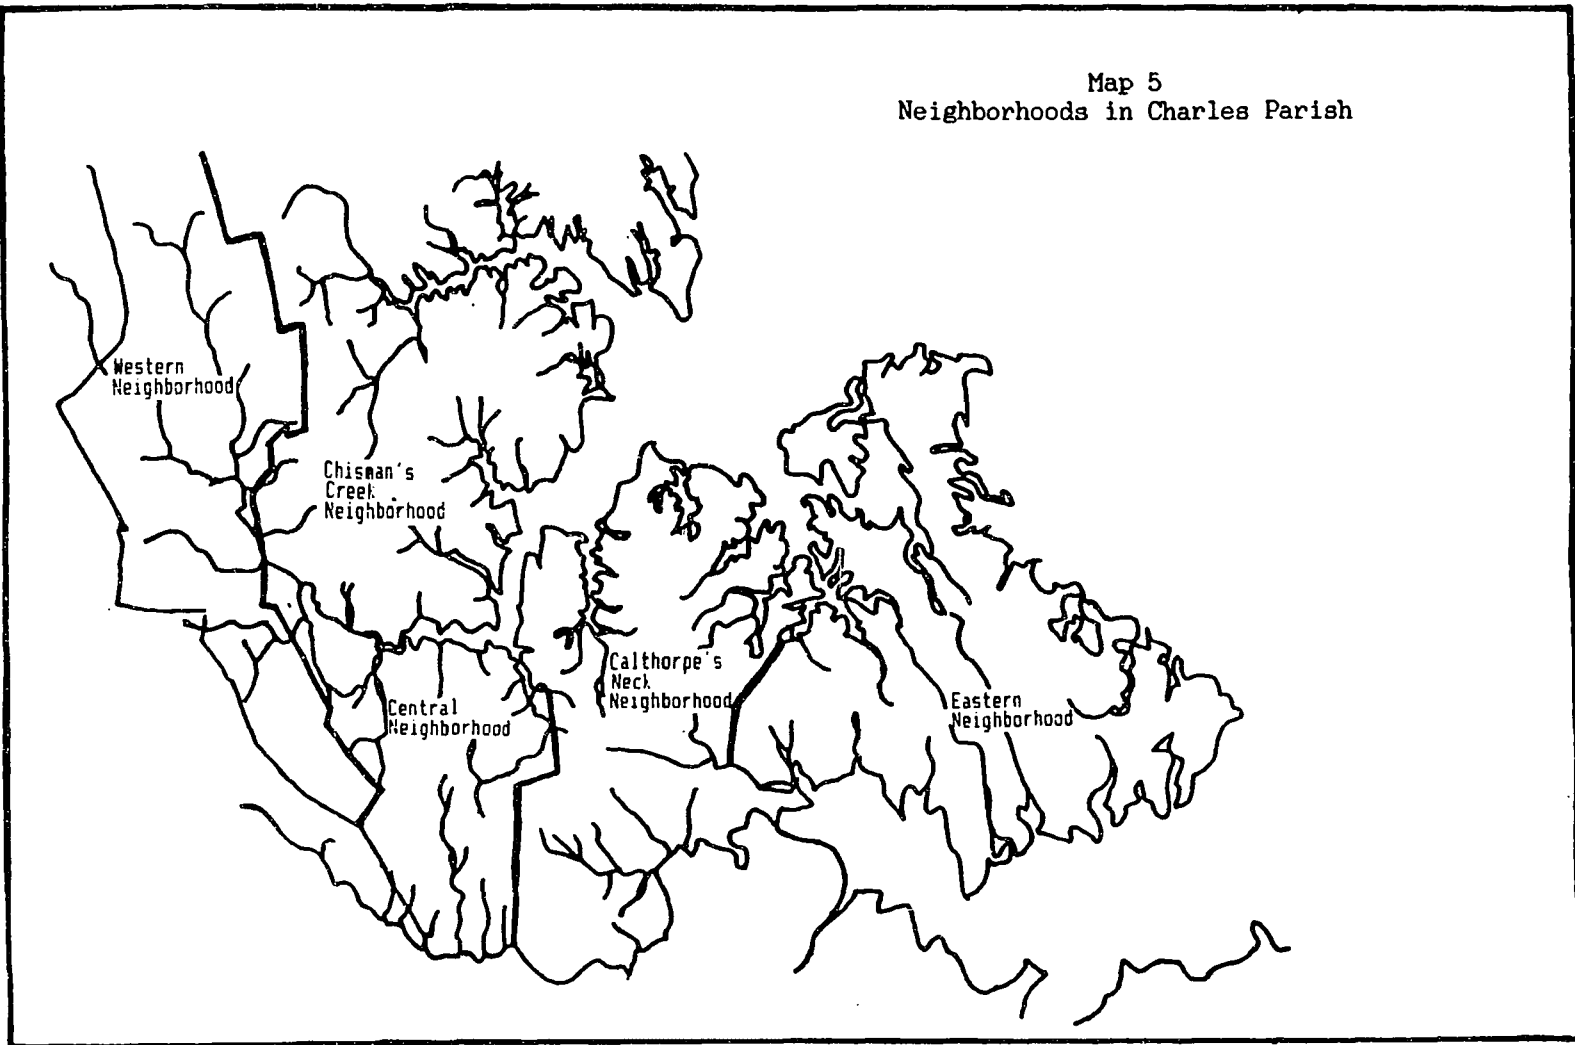 Map 5
Neighborhoods in Charles Parish
Western
Neighborhood
Chisman's
Creek
Neighborhood
Calthorpe's
Neck
Neighborhood
Central
Neighborhood
Eastern
Neighborhood